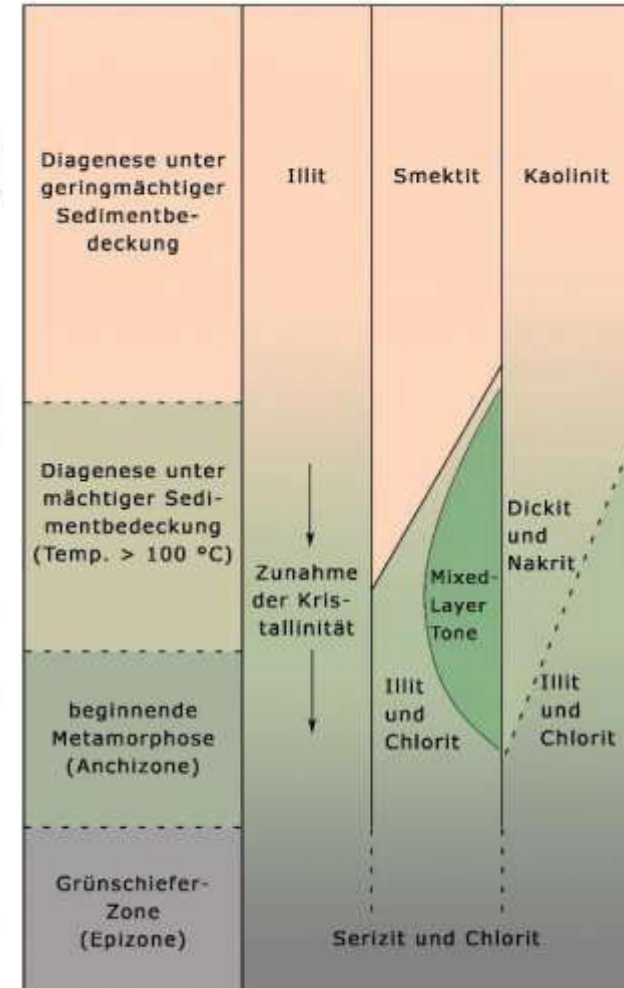 Diagenese unter
geringmächtiger
Sedimentbe-
deckung
Illit
Smektit
Kaolinit
Diagenese unter
mächtiger Sedi-
mentbedeckung
(Temp. > 100 °C)
Zunahme
der Kris-
tallinität
Mixed-
Layer
Tone
Dickit
und
Nakrit
beginnende
Metamorphose
(Anchizone)
Illit
und
Chlorit
Illit
und
Chlorit
Grünschiefer-
Zone
(Epizone)
Serizit und Chlorit